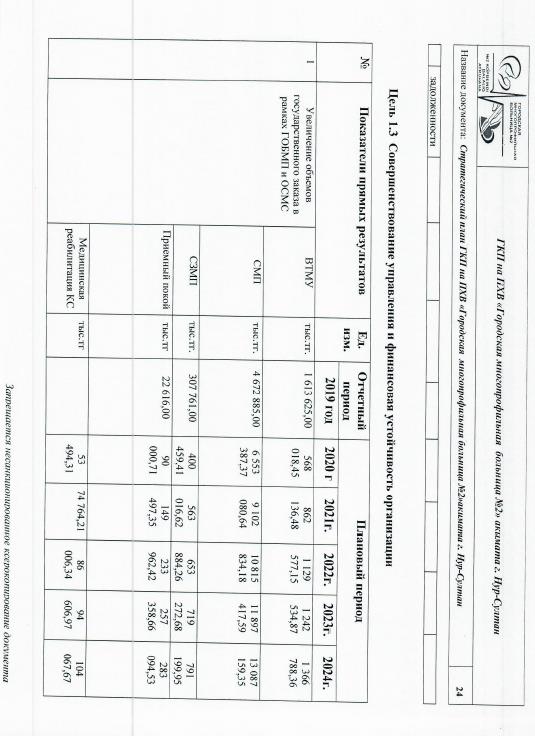 ГОРОДСКАЯ
МНОГОПРОФИЛЬНАЯ
БОЛЬНИЦА №2
№2 KÓPBEIINDI
QALALYQ
AYRUHANA
ГКП на ПХВ «Городская многопрофильная больница №2» акимата г. Нур-Султан
Название документа: Стратегический план ГКП на ПХВ «Городская многопрофильная больница №2»акимата г. Нур-Султан 24
задолженности
Цель 1.3 Совершенствование управления и финансовая устойчивость организации
№ Показатели прямых результатов Ед. Отчетный Плановый период
изм. период
2019 год 2020 г 2021г. 2022г. 2023г. 2024г.
1 Увеличение объемов ВТМУ тыс.тг. 1 613 625,00 568 862 1 129 1 242 1 366
государственного заказа в 018,45 136,48 577,15 534,87 788,36
рамках ГОБМП и ОСМС
СМП тыс.тг. 4 672 885,00 6 553 9 102 10 815 11 897 13 087
387,37 080,64 834,18 417,59 159,35
СЗМП тыс.тг. 307 761,00 400 563 653 719 791
459,41 016,62 884,26 272,68 199,95
Приемный покой тыс.тг 22 616,00 90 149 233 257 283
000,71 497,35 962,42 358,66 094,53
Медицинская тыс.тг 53 74 764,21 86 94 104
реабилитация КС 494,31 006,34 606,97 067,67
Запрещается несанкционированное ксерокопирование документа